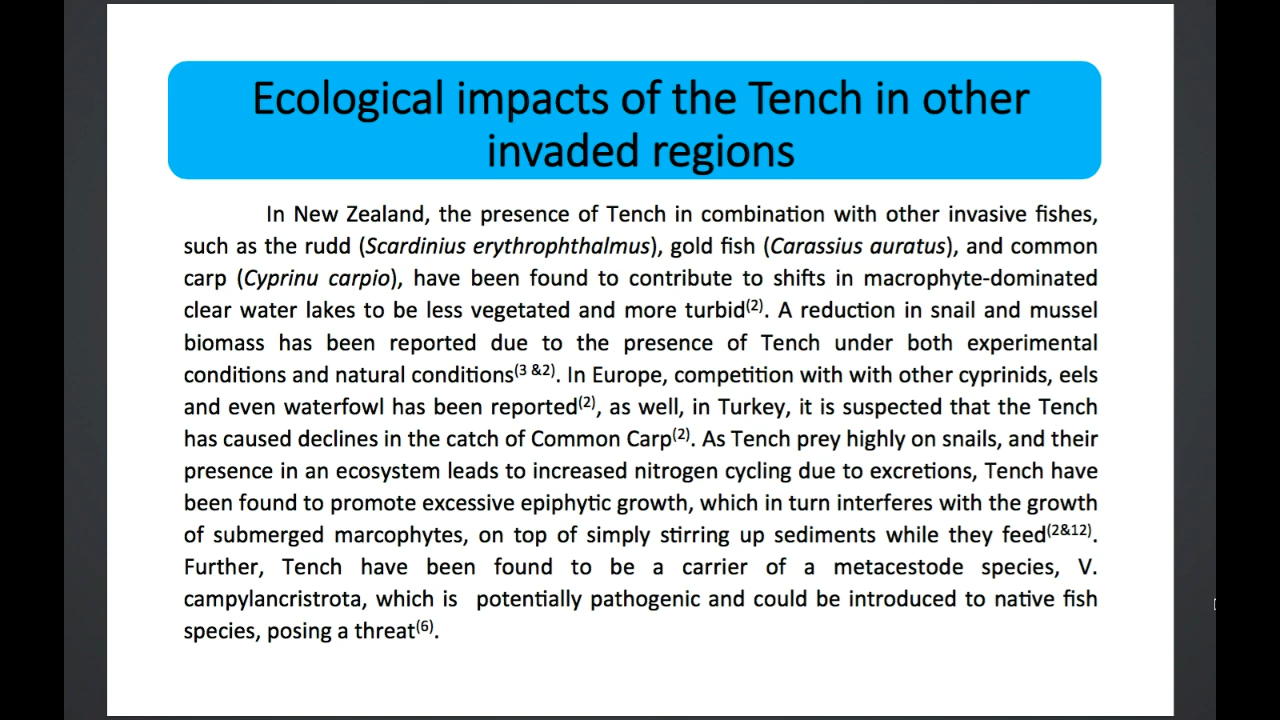 Ecological impacts of the Tench in other
invaded regions
In New Zealand, the presence of Tench in combination with other invasive fishes,
such as the rudd (Scardinius erythrophthalmus), gold fish (Carassius auratus), and common
carp (Cyprinu carpio), have been found to contribute to shifts in macrophyte-dominated
clear water lakes to be less vegetated and more turbid(2). A reduction in snail and mussel
biomass has been reported due to the presence of Tench under both experimental
conditions and natural conditions(3 &2). In Europe, competition with with other cyprinids, eels
and even waterfowl has been reported(2), as well, in Turkey, it is suspected that the Tench
has caused declines in the catch of Common Carp(2). As Tench prey highly on snails, and their
presence in an ecosystem leads to increased nitrogen cycling due to excretions, Tench have
been found to promote excessive epiphytic growth, which in turn interferes with the growth
of submerged marcophytes, on top of simply stirring up sediments while they feed(2&12).
Further, Tench have been found to be a carrier of a metacestode species, V.
campylancristrota, which is potentially pathogenic and could be introduced to native fish
species, posing a threat(6).